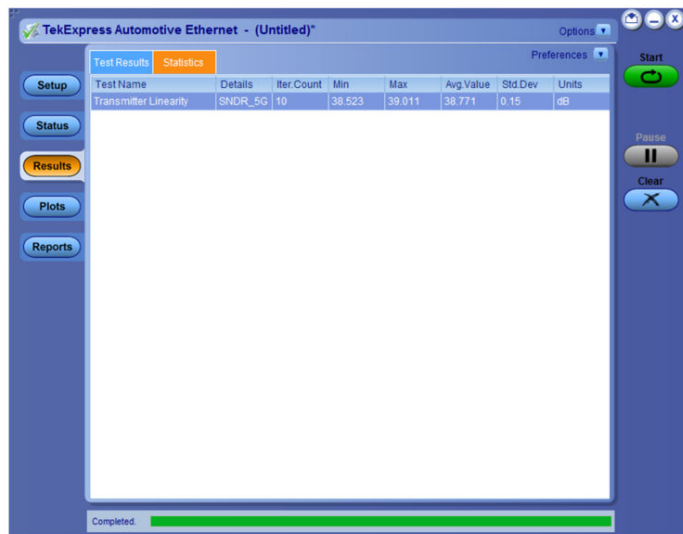 TekExpress Automotive Ethernet - (Untitled)*
Options
Test Results Statistics
Preferences
Start
Setup
Test Name Details Iter.Count Min Max Avg.Value Std.Dev Units
Transmitter Linearity SNDR_5G 10 38.523 39.011 38.771 0.15 dB
Status
Pause
Results
Clear
Plots
Reports
Completed.